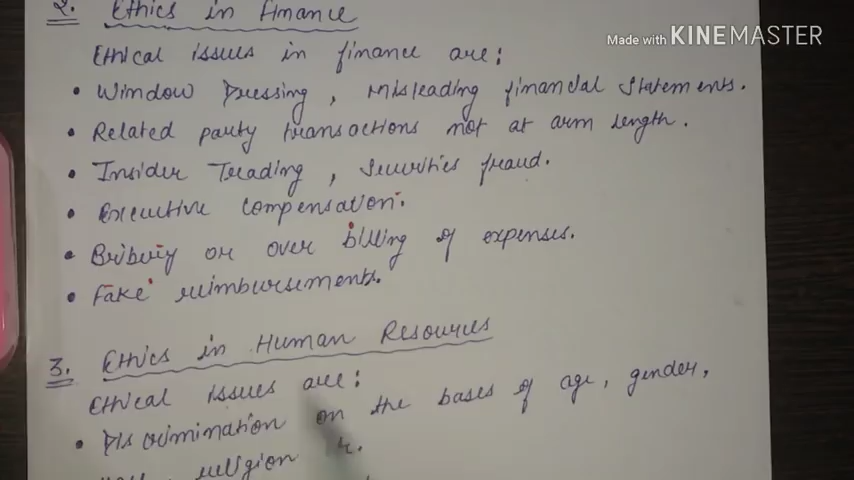 2. Ethics in Finance
Made with KINEMASTER
Ethical issues in finance are:
• Window Dressing, Misleading financial statements.
• Related party transactions not at arm length.
• Insider Trading, Securities fraud.
• Executive compensation.
• Bribery or over billing of expenses.
• Fake reimbursements.
3. Ethics in Human Resources
Ethical issues are:
• Discrimination on the bases of age, gender,
religion